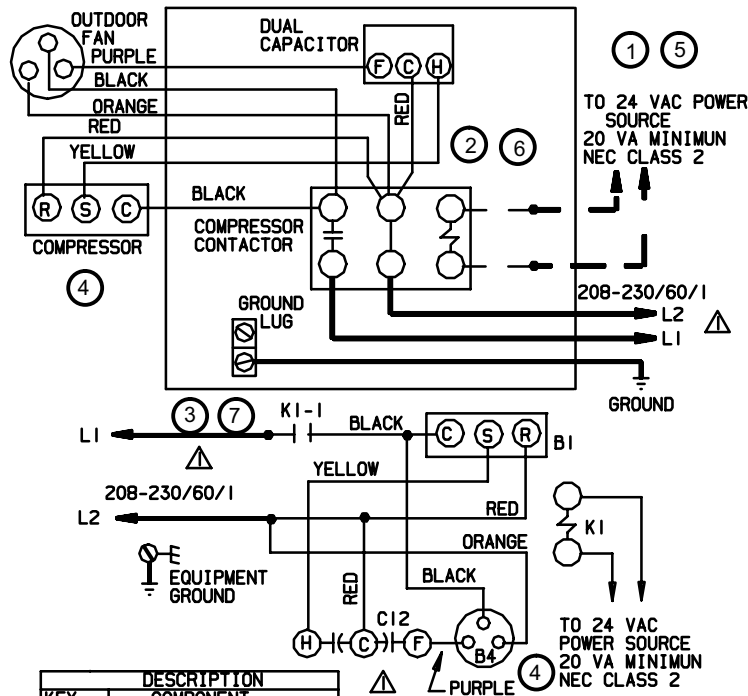 OUTDOOR
FAN
PURPLE
BLACK
ORANGE
RED
YELLOW
DUAL
CAPACITOR
F C H
RED
1 5
TO 24 VAC POWER
SOURCE
20 VA MINIMUN
NEC CLASS 2
2 6
R S C
BLACK
COMPRESSOR
COMPRESSOR
CONTACTOR
4
GROUND
LUG
208-230/60/1
L2
L1
1
GROUND
3 7
K1-1
BLACK
C S R
B1
L1
1
YELLOW
208-230/60/1
L2
RED
K1
ORANGE
EQUIPMENT
GROUND
RED
BLACK
C12
H C F
B4
4
1
PURPLE
TO 24 VAC
POWER SOURCE
20 VA MINIMUN
NEC CLASS 2
DESCRIPTION
KEY COMPONENT